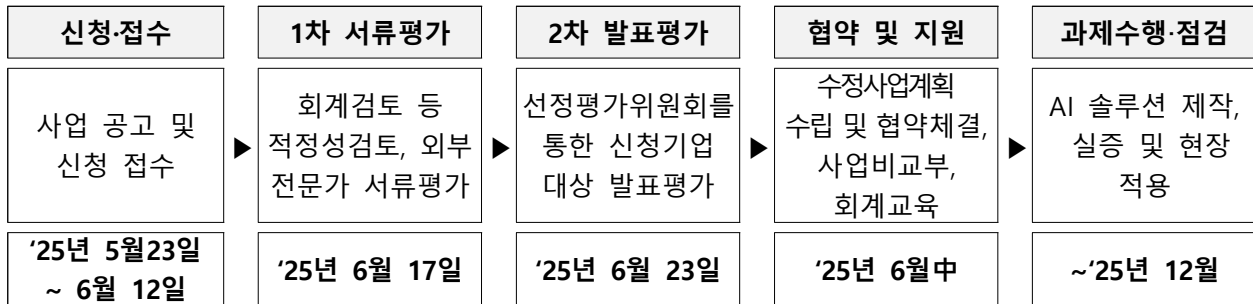 신청·접수
사업 공고 및
신청 접수
‘25년 5월23일
~ 6월 12일
▶
1차 서류평가
회계검토 등
적정성검토, 외부
전문가 서류평가
‘25년 6월 17일
▶
2차 발표평가
선정평가위원회를
통한 신청기업
대상 발표평가
‘25년 6월 23일
▶
협약 및 지원
수정사업계획
수립 및 협약체결,
사업비교부,
회계교육
‘25년 6월中
▶
과제수행·점검
AI 솔루션 제작,
실증 및 현장
적용
~‘25년 12월